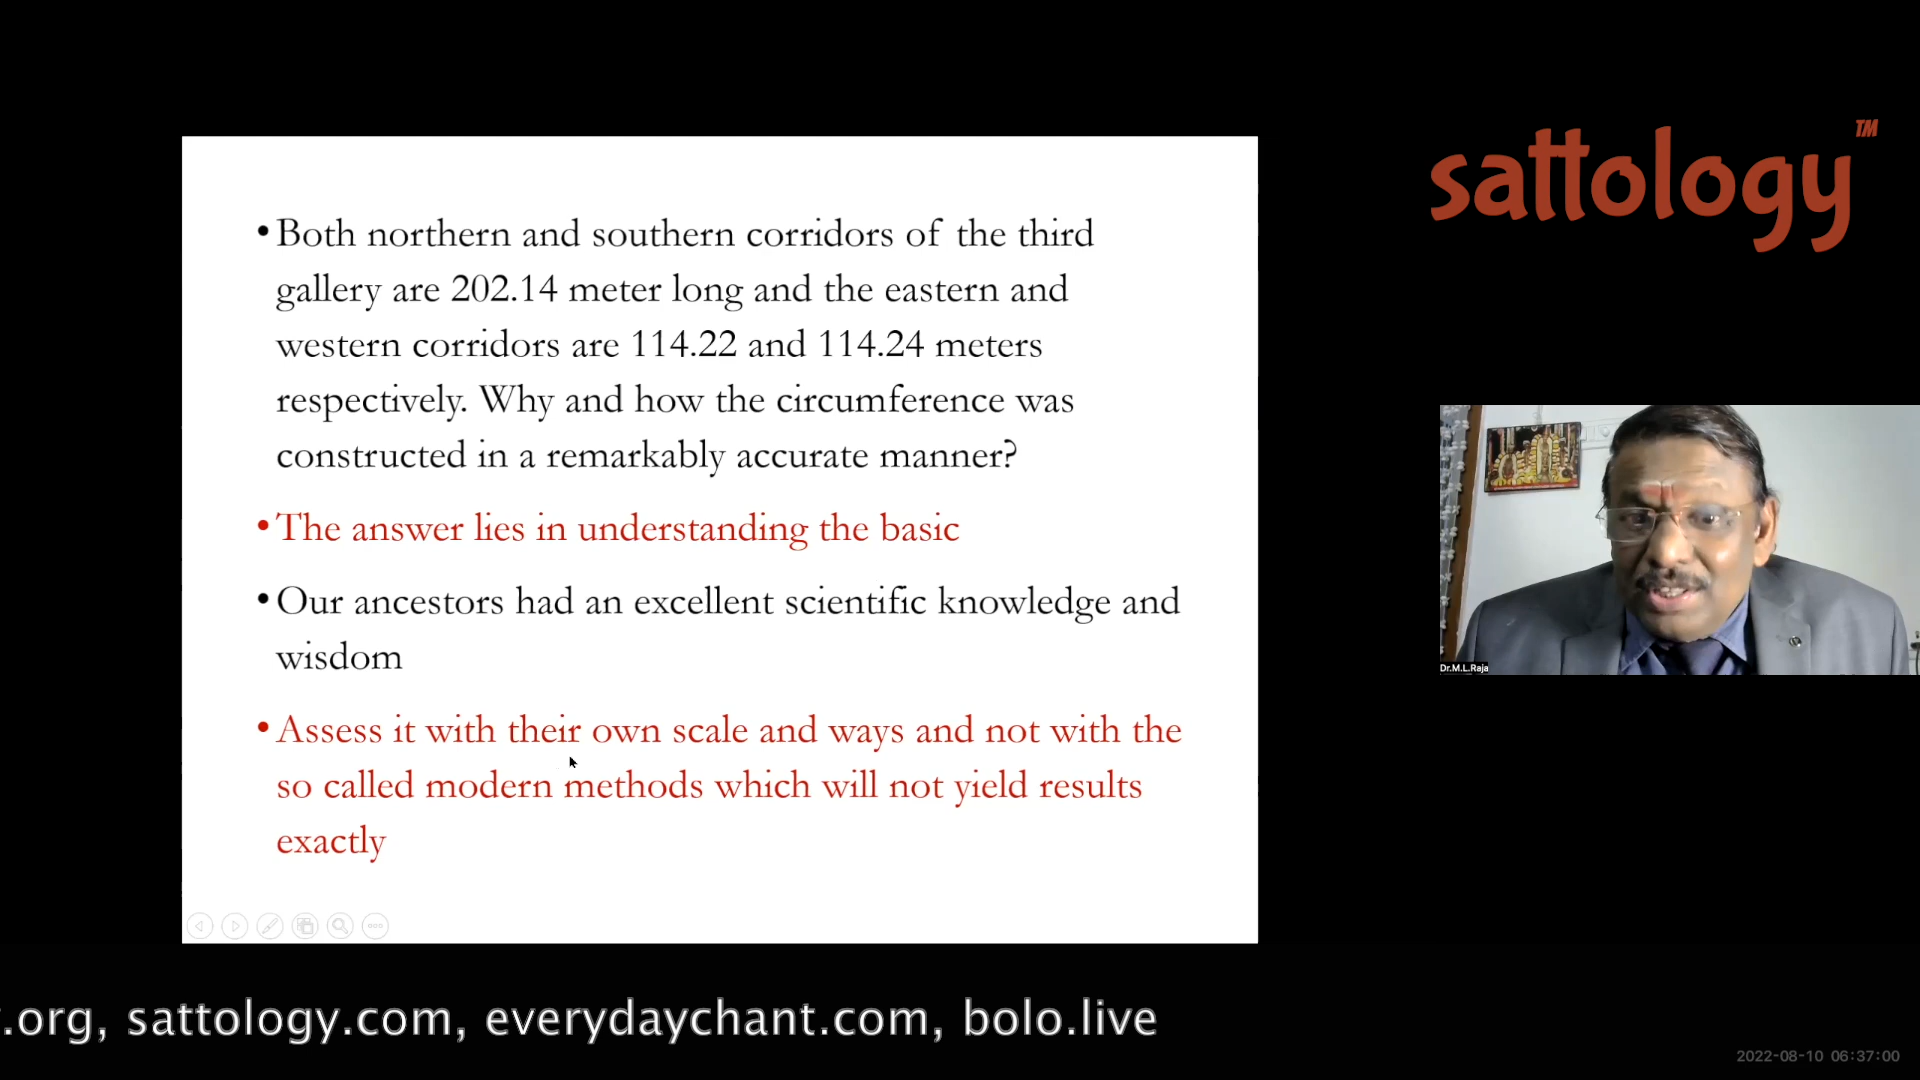 sattology™
• Both northern and southern corridors of the third
gallery are 202.14 meter long and the eastern and
western corridors are 114.22 and 114.24 meters
respectively. Why and how the circumference was
constructed in a remarkably accurate manner?
• The answer lies in understanding the basic
• Our ancestors had an excellent scientific knowledge and
wisdom
• Assess it with their own scale and ways and not with the
so called modern methods which will not yield results
exactly
Dr.M.L.Raja
.org, sattology.com, everydaychant.com, bolo.live
2022-08-10 06:37:00